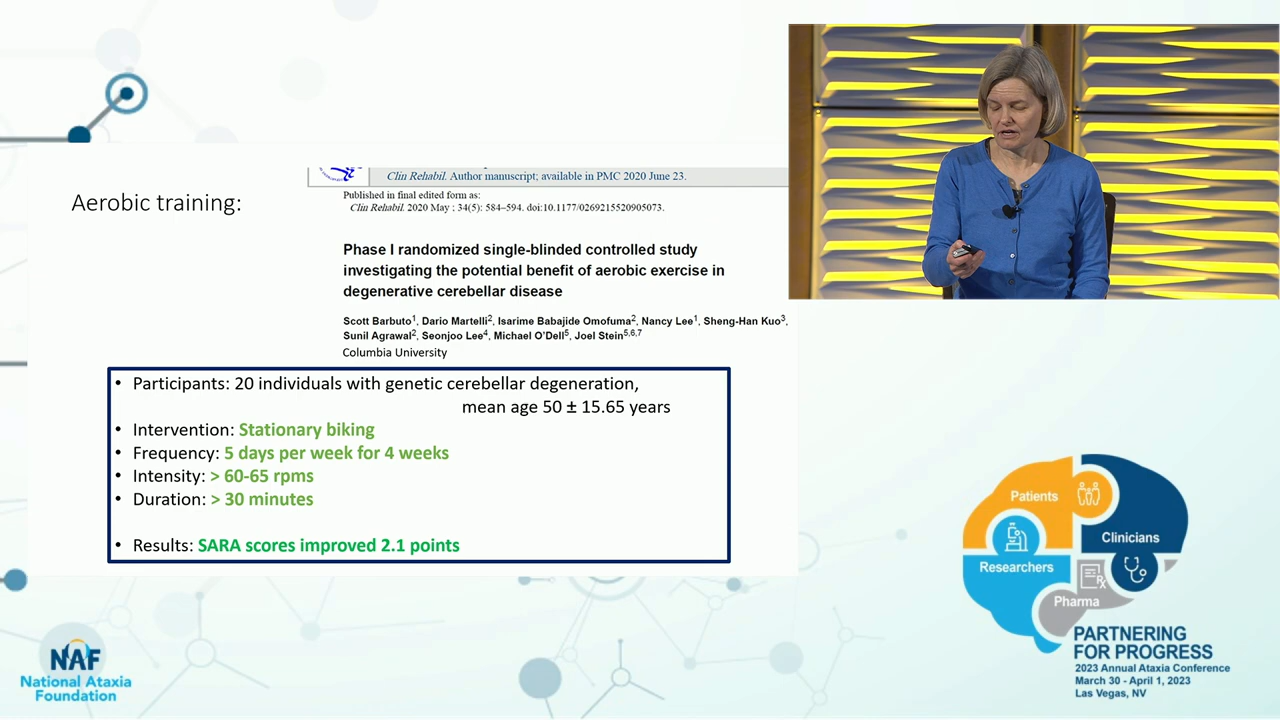 Aerobic training:
Clin Rehabil. Author manuscript; available in PMC 2020 June 23.
Published in final edited form as:
Clin Rehabil. 2020 May ; 34(5): 584–594. doi:10.1177/0269215520905073.
Phase I randomized single-blinded controlled study
investigating the potential benefit of aerobic exercise in
degenerative cerebellar disease
Scott Barbuto1, Dario Martelli2, Isarime Babajide Omofuma2, Nancy Lee1, Sheng-Han Kuo3,
Sunil Agrawal2, Seonjoo Lee4, Michael O'Dell5, Joel Stein5,6,7
Columbia University
• Participants: 20 individuals with genetic cerebellar degeneration,
mean age 50 ± 15.65 years
• Intervention: Stationary biking
• Frequency: 5 days per week for 4 weeks
• Intensity: > 60-65 rpms
• Duration: > 30 minutes
• Results: SARA scores improved 2.1 points
Patients
Clinicians
Researchers
Rx
Pharma
PARTNERING
FOR PROGRESS
2023 Annual Ataxia Conference
March 30 - April 1, 2023
Las Vegas, NV
NAF
National Ataxia
Foundation